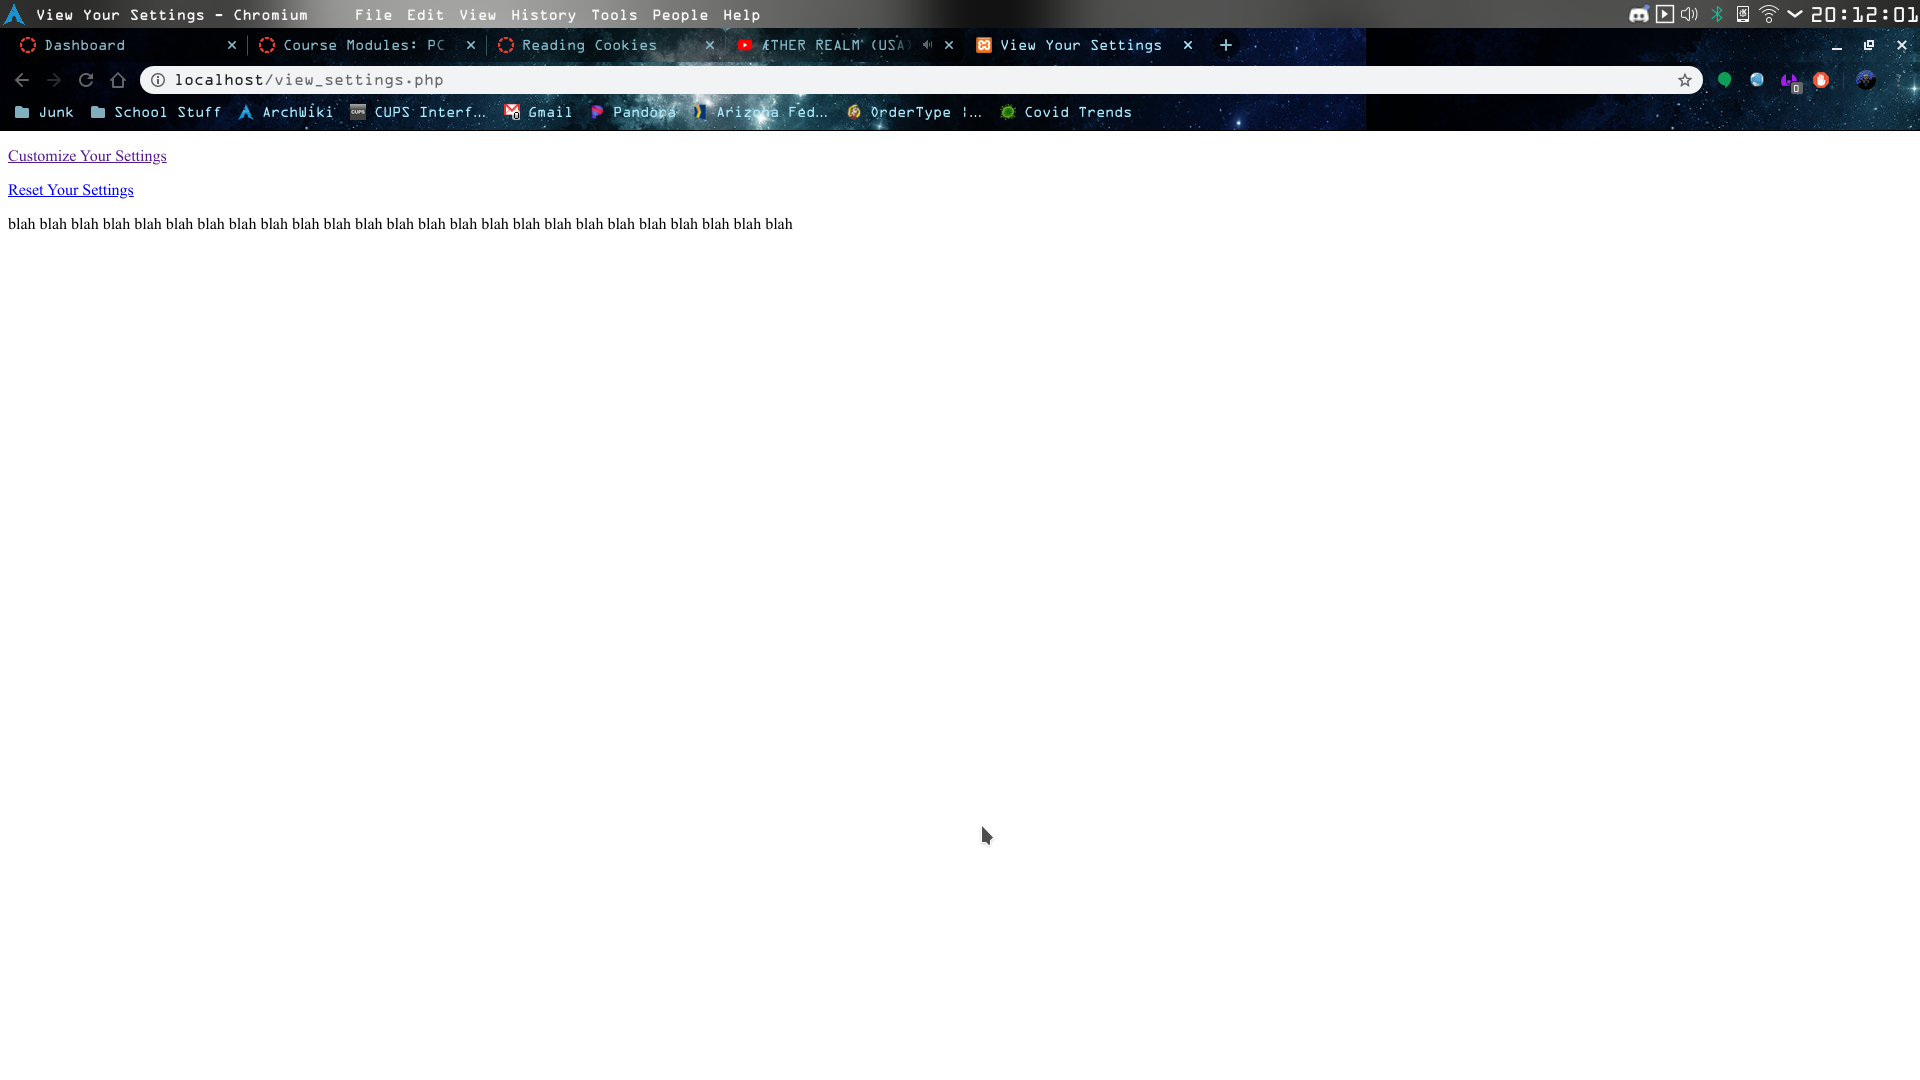 View Your Settings - Chromium File Edit View History Tools People Help 20:12:01
Dashboard Course Modules: PC Reading Cookies ÆTHER REALM (USA) View Your Settings
localhost/view_settings.php
Junk School Stuff ArchWiki CUPS Interf... Gmail Pandora Arizona Fed... OrderType |... Covid Trends
Customize Your Settings
Reset Your Settings
blah blah blah blah blah blah blah blah blah blah blah blah blah blah blah blah blah blah blah blah blah blah blah blah blah